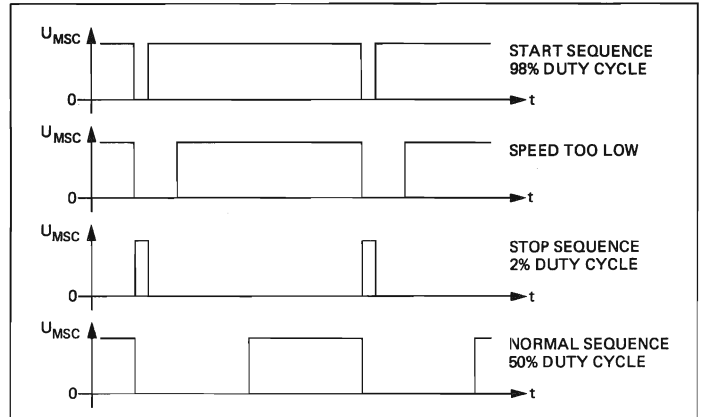 U_MSC
START SEQUENCE
98% DUTY CYCLE
0
t
U_MSC
SPEED TOO LOW
0
t
U_MSC
STOP SEQUENCE
2% DUTY CYCLE
0
t
U_MSC
NORMAL SEQUENCE
50% DUTY CYCLE
0
t